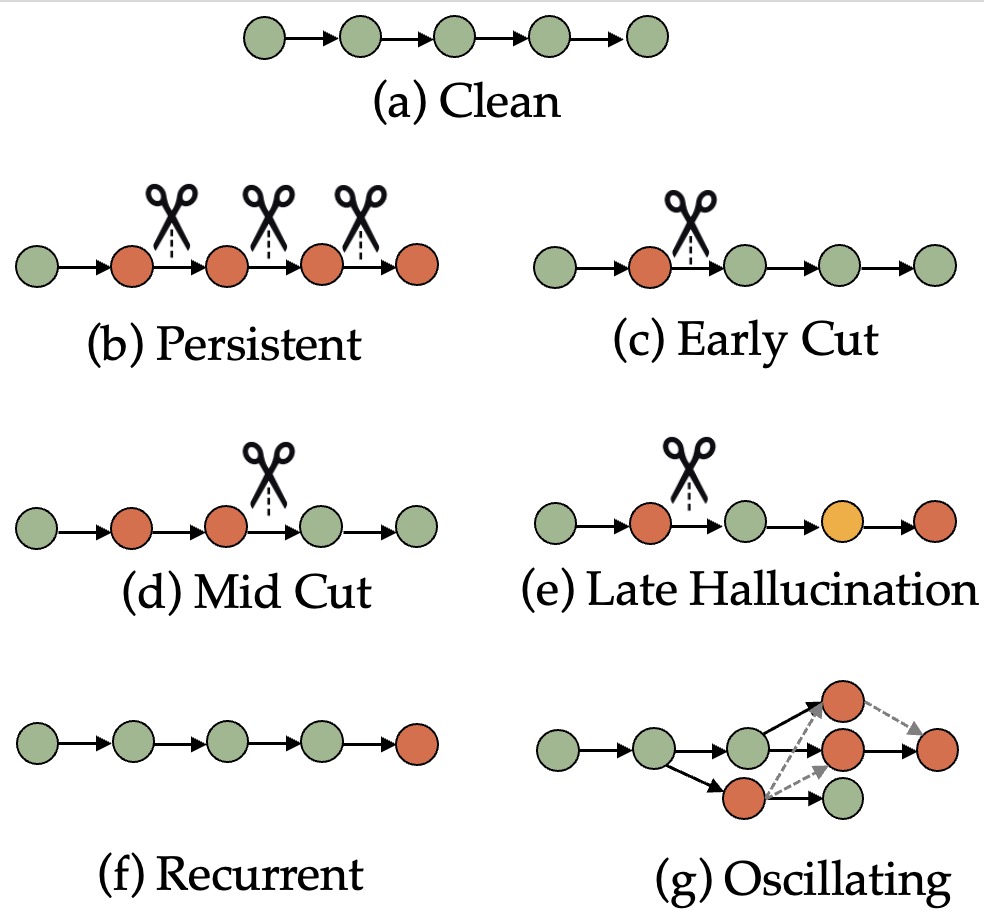 (a) Clean
(b) Persistent
(c) Early Cut
(d) Mid Cut
(e) Late Hallucination
(f) Recurrent
(g) Oscillating